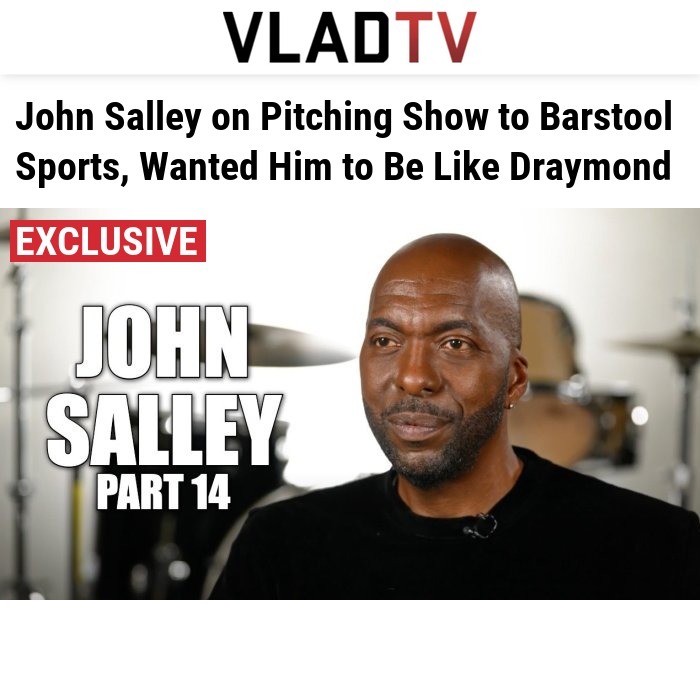 VLADTV
John Salley on Pitching Show to Barstool
Sports, Wanted Him to Be Like Draymond
EXCLUSIVE
JOHN
SALLEY
PART 14